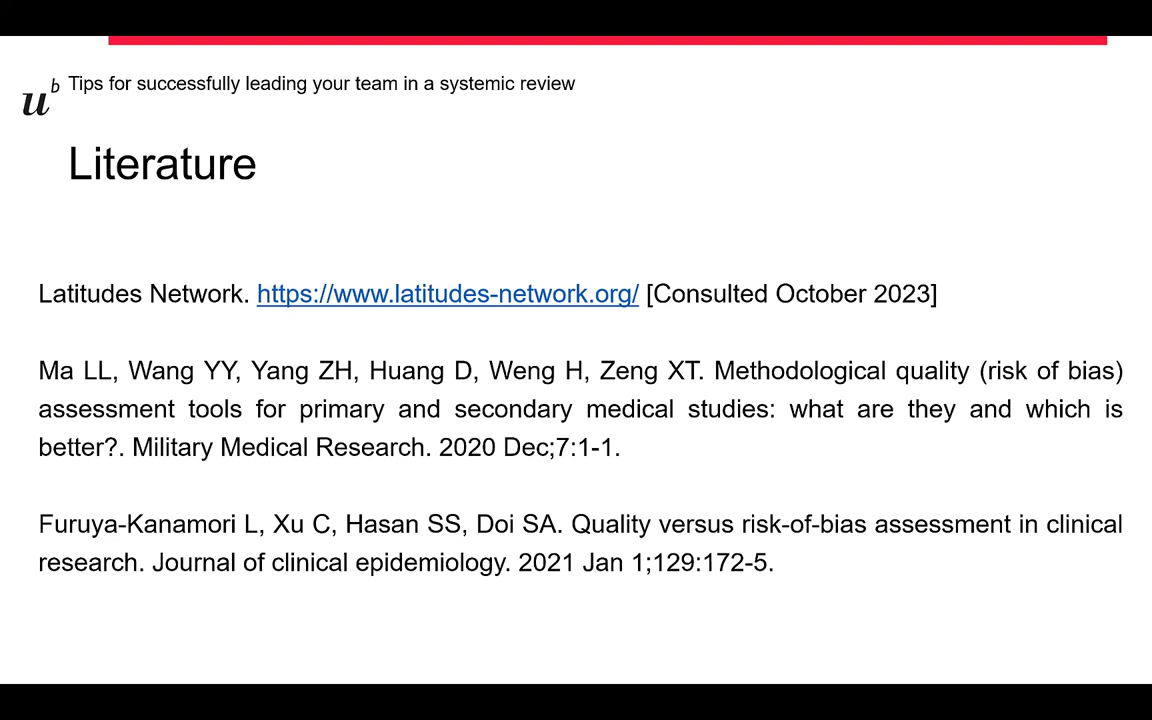 Tips for successfully leading your team in a systemic review
u b
Literature
Latitudes Network. https://www.latitudes-network.org/ [Consulted October 2023]
Ma LL, Wang YY, Yang ZH, Huang D, Weng H, Zeng XT. Methodological quality (risk of bias)
assessment tools for primary and secondary medical studies: what are they and which is
better?. Military Medical Research. 2020 Dec;7:1-1.
Furuya-Kanamori L, Xu C, Hasan SS, Doi SA. Quality versus risk-of-bias assessment in clinical
research. Journal of clinical epidemiology. 2021 Jan 1;129:172-5.